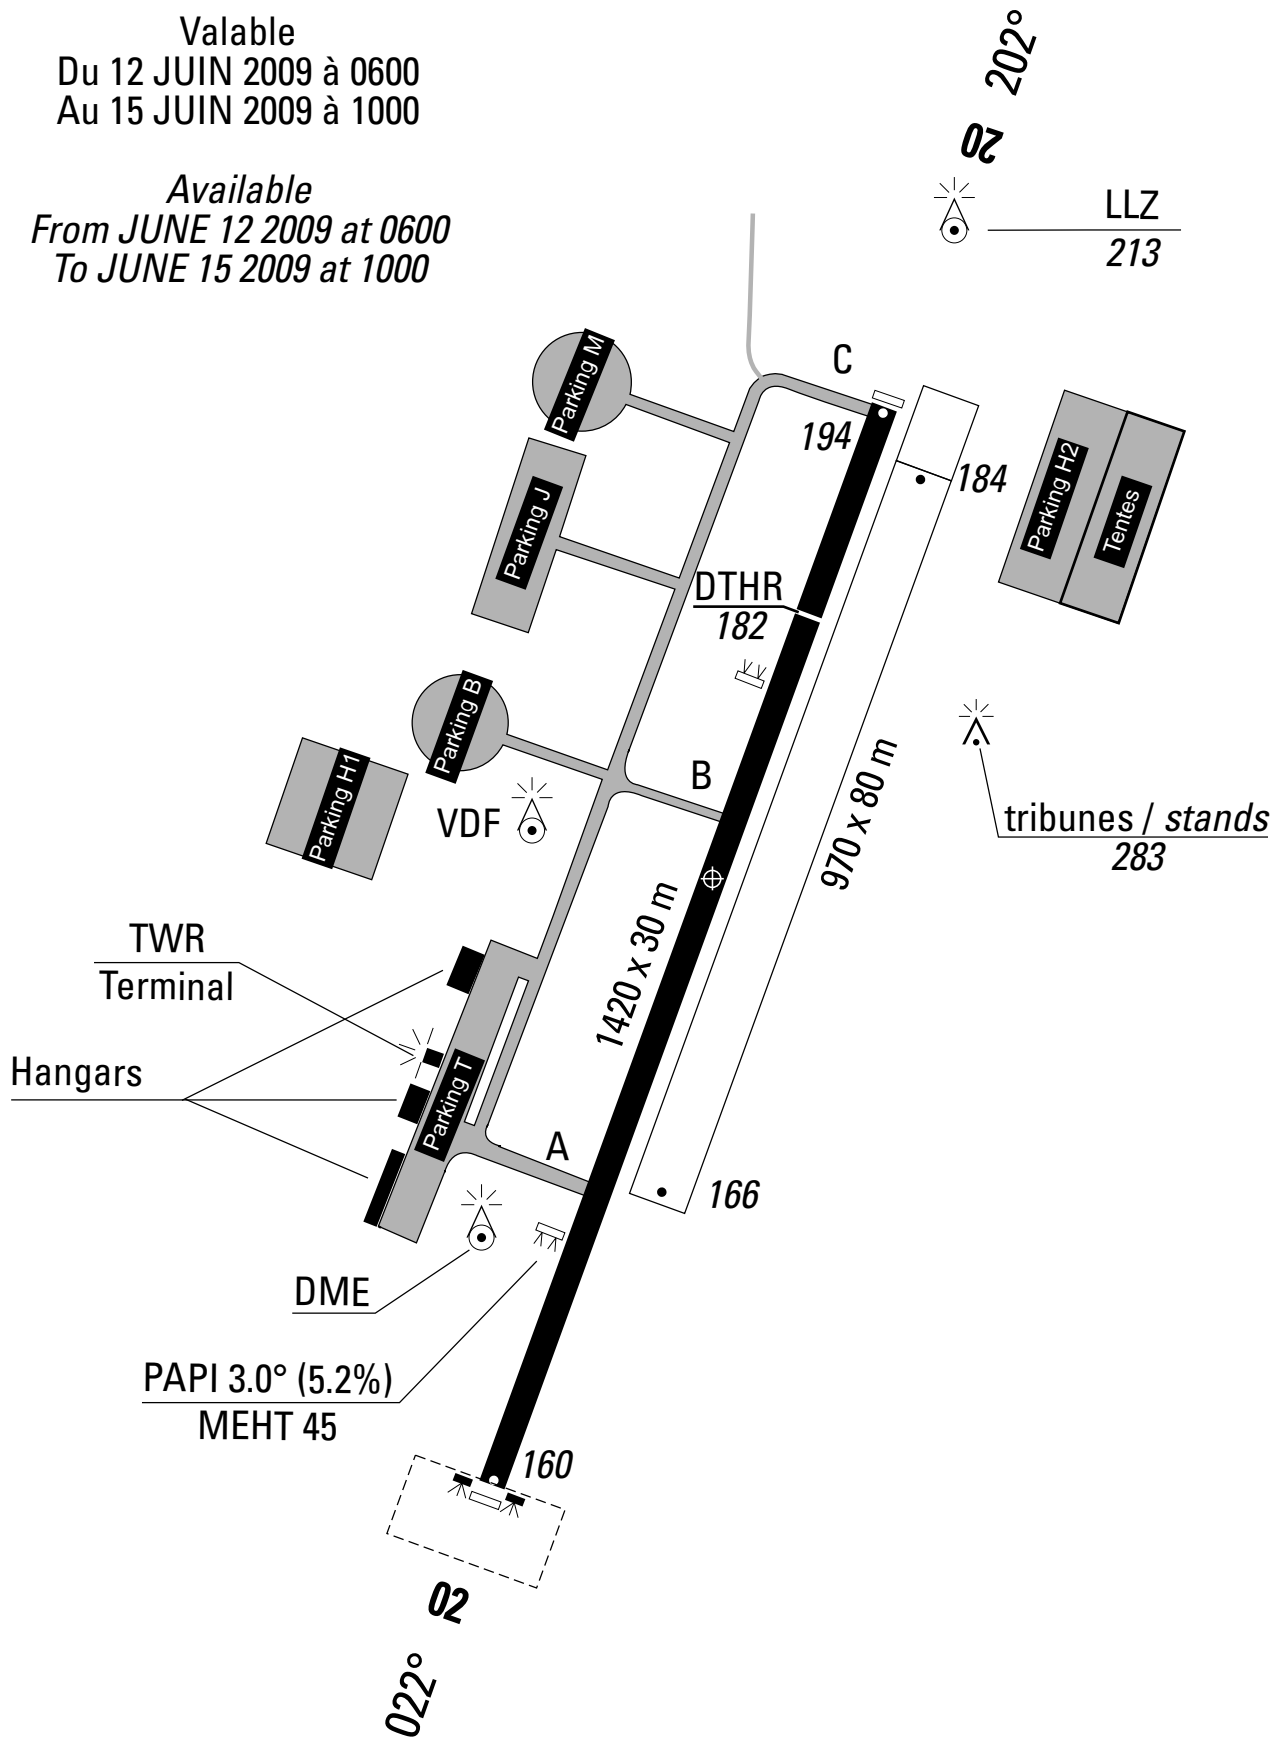 Valable
Du 12 JUIN 2009 à 0600
Au 15 JUIN 2009 à 1000
Available
From JUNE 12 2009 at 0600
To JUNE 15 2009 at 1000
202°
20
LLZ
213
C
194
184
Parking M
Parking J
Parking H2
Tentes
DTHR
182
Parking B
Parking H1
B
VDF
970 x 80 m
tribunes / stands
283
1420 x 30 m
TWR
Terminal
Hangars
Parking T
A
166
DME
PAPI 3.0° (5.2%)
MEHT 45
160
02
022°